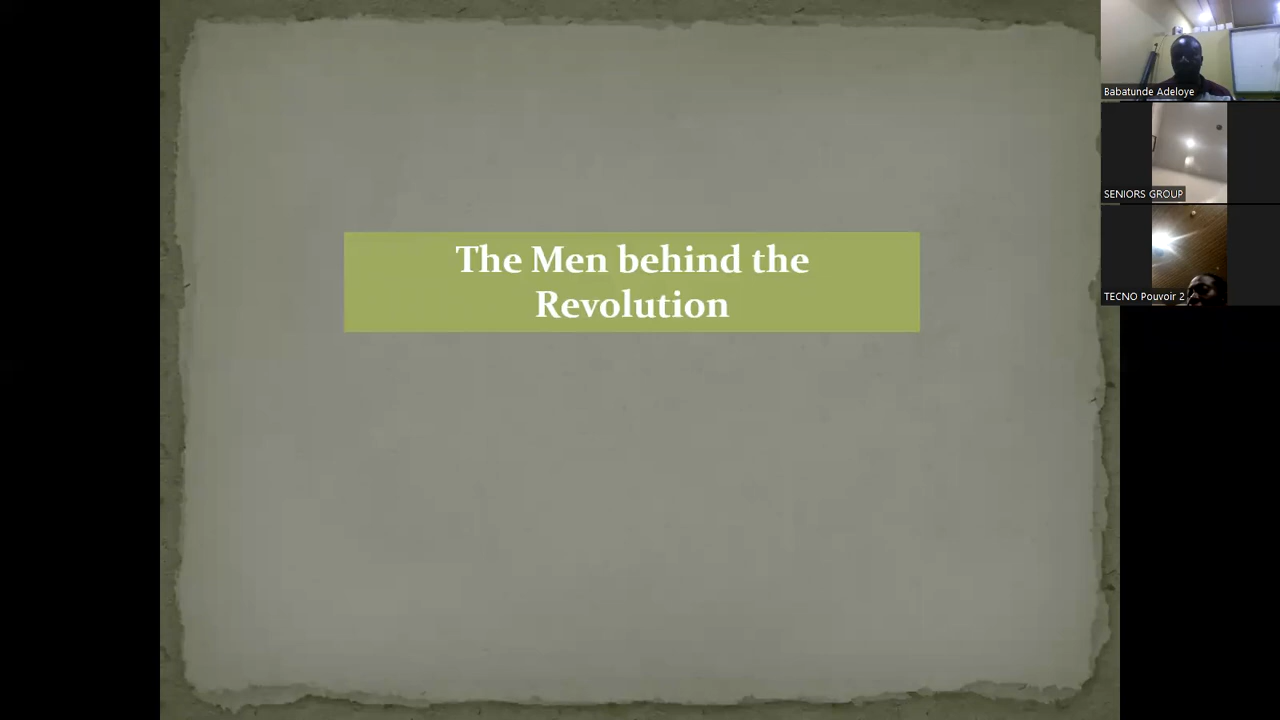 The Men behind the
Revolution
Babatunde Adeloye
SENIORS GROUP
TECNO Pouvoir 2